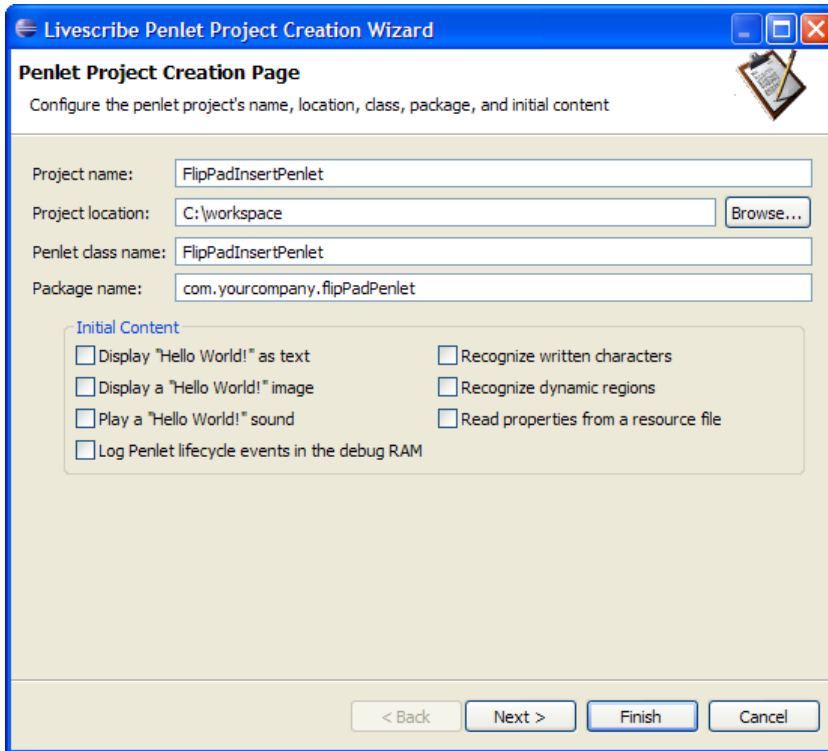 Livescribe Penlet Project Creation Wizard
Penlet Project Creation Page
Configure the penlet project's name, location, class, package, and initial content
Project name: FlipPadInsertPenlet
Project location: C:\workspace Browse...
Penlet class name: FlipPadInsertPenlet
Package name: com.yourcompany.flipPadPenlet
Initial Content
Display "Hello World!" as text Recognize written characters
Display a "Hello World!" image Recognize dynamic regions
Play a "Hello World!" sound Read properties from a resource file
Log Penlet lifecycle events in the debug RAM
< Back Next > Finish Cancel